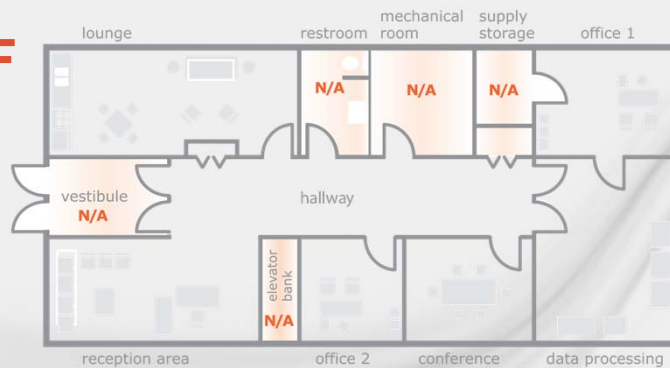 mechanical supply
lounge restroom room storage office 1
N/A N/A N/A
vestibule
N/A
hallway
elevator
bank
N/A
reception area office 2 conference data processing